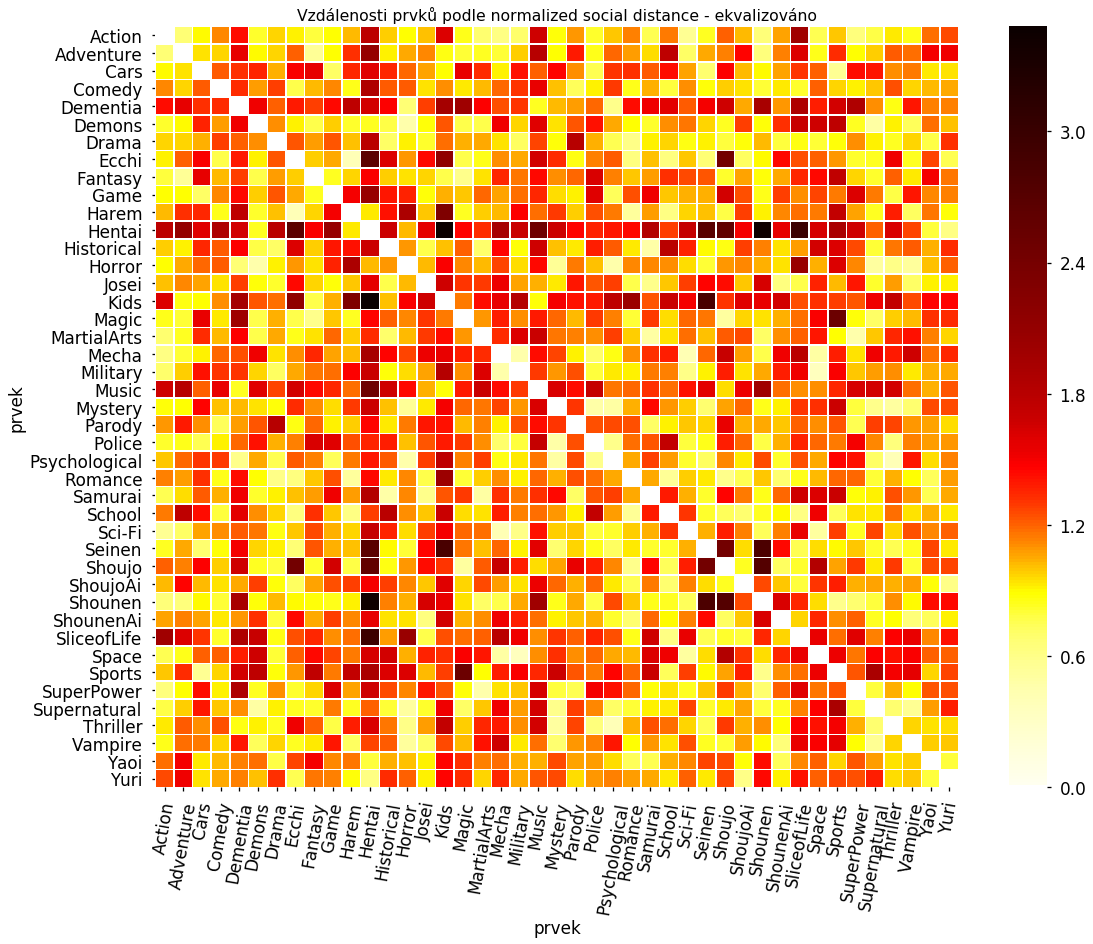 Vzdálenosti prvků podle normalized social distance - ekvalizováno
prvek
Action
Adventure
Cars
Comedy
Dementia
Demons
Drama
Ecchi
Fantasy
Game
Harem
Hentai
Historical
Horror
Josei
Kids
Magic
MartialArts
Mecha
Military
Music
Mystery
Parody
Police
Psychological
Romance
Samurai
School
Sci-Fi
Seinen
Shoujo
ShoujoAi
Shounen
ShounenAi
SliceofLife
Space
Sports
SuperPower
Supernatural
Thriller
Vampire
Yaoi
Yuri
Action
Adventure
Cars
Comedy
Dementia
Demons
Drama
Ecchi
Fantasy
Game
Harem
Hentai
Historical
Horror
Josei
Kids
Magic
MartialArts
Mecha
Military
Music
Mystery
Parody
Police
Psychological
Romance
Samurai
School
Sci-Fi
Seinen
Shoujo
ShoujoAi
Shounen
ShounenAi
SliceofLife
Space
Sports
SuperPower
Supernatural
Thriller
Vampire
Yaoi
Yuri
prvek
3.0
2.4
1.8
1.2
0.6
0.0